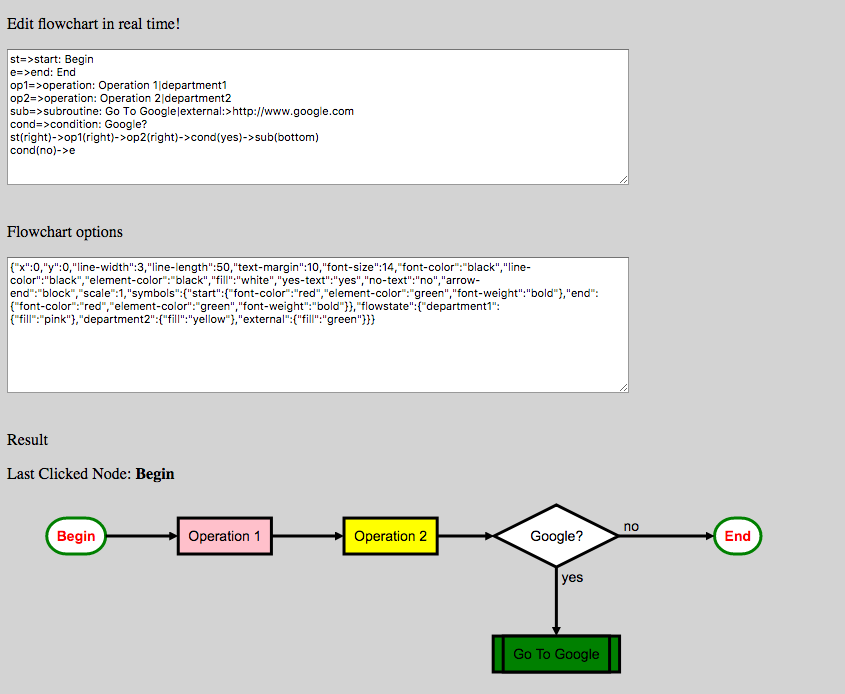 Edit flowchart in real time!
st=>start: Begin
e=>end: End
op1=>operation: Operation 1|department1
op2=>operation: Operation 2|department2
sub=>subroutine: Go To Google|external:>http://www.google.com
cond=>condition: Google?
st(right)->op1(right)->op2(right)->cond(yes)->sub(bottom)
cond(no)->e
Flowchart options
{"x":0,"y":0,"line-width":3,"line-length":50,"text-margin":10,"font-size":14,"font-color":"black","line-
color":"black","element-color":"black","fill":"white","yes-text":"yes","no-text":"no","arrow-
end":"block","scale":1,"symbols":{"start":{"font-color":"red","element-color":"green","font-weight":"bold"},"end":
{"font-color":"red","element-color":"green","font-weight":"bold"}},"flowstate":{"department1":
{"fill":"pink"},"department2":{"fill":"yellow"},"external":{"fill":"green"}}}
Result
Last Clicked Node: Begin
Begin
Operation 1
Operation 2
Google?
no
End
yes
Go To Google